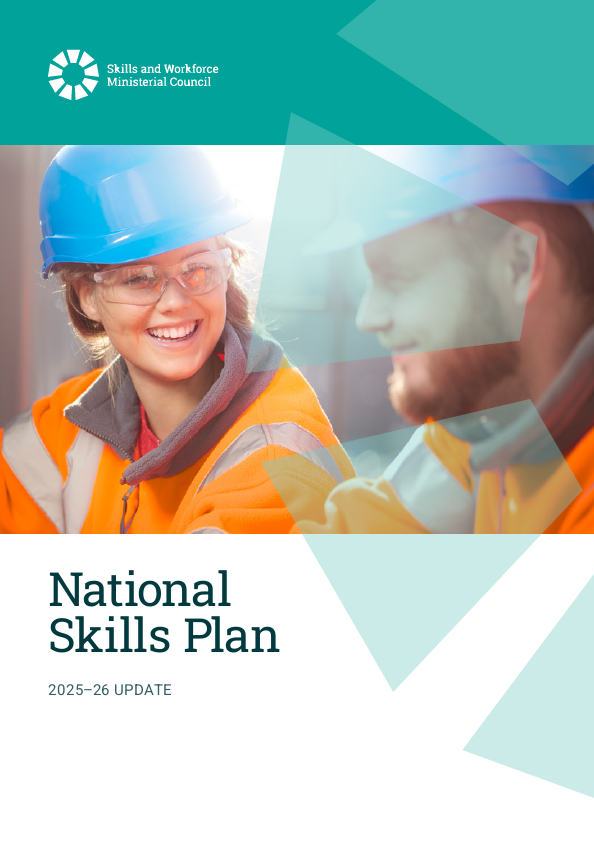 Skills and Workforce
Ministerial Council
National
Skills Plan
2025–26 UPDATE